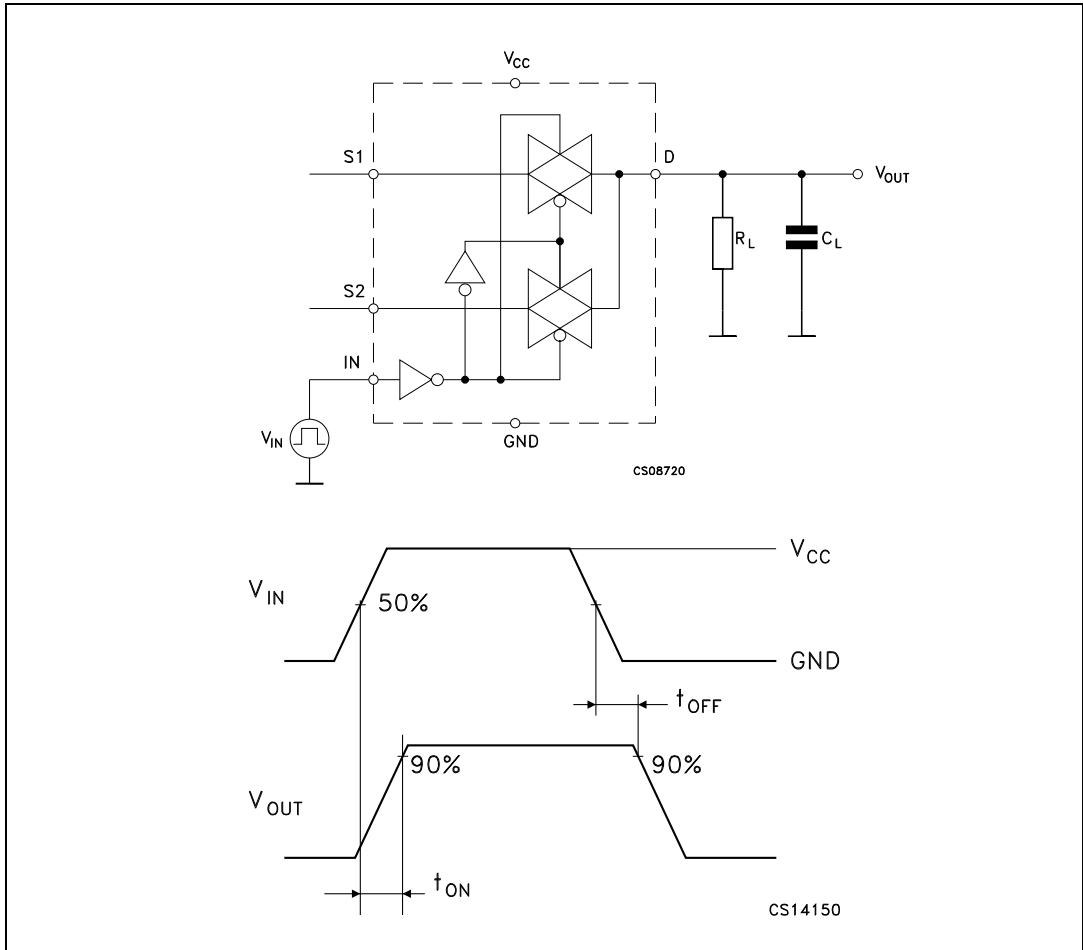 VCC
S1
D
VOUT
RL
CL
S2
IN
VIN
GND
CS08720
VCC
VIN
50%
GND
tOFF
90%
90%
VOUT
tON
CS14150